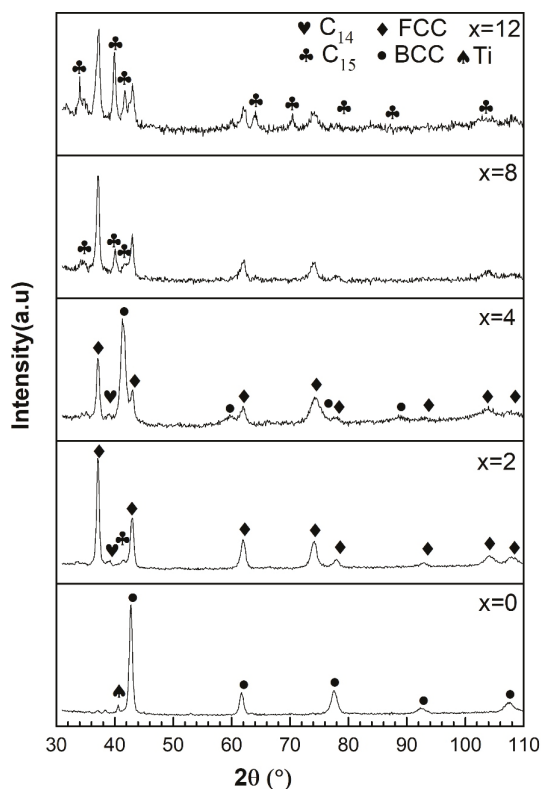 ♥ C₁₄ ♦ FCC x=12
♣ C₁₅ ● BCC ♠ Ti
x=8
x=4
x=2
x=0
Intensity(a.u)
30 40 50 60 70 80 90 100 110
2θ (°)